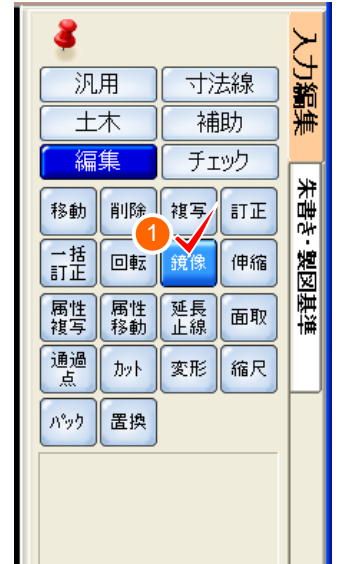 汎用 寸法線
土木 補助
編集 チェック
移動 削除 複写 訂正
1
一括訂正 回転 鏡像 伸縮
属性複写 属性移動 延長止線 面取
通過点 カット 変形 縮尺
パック 置換
入力編集
朱書き・製図基準